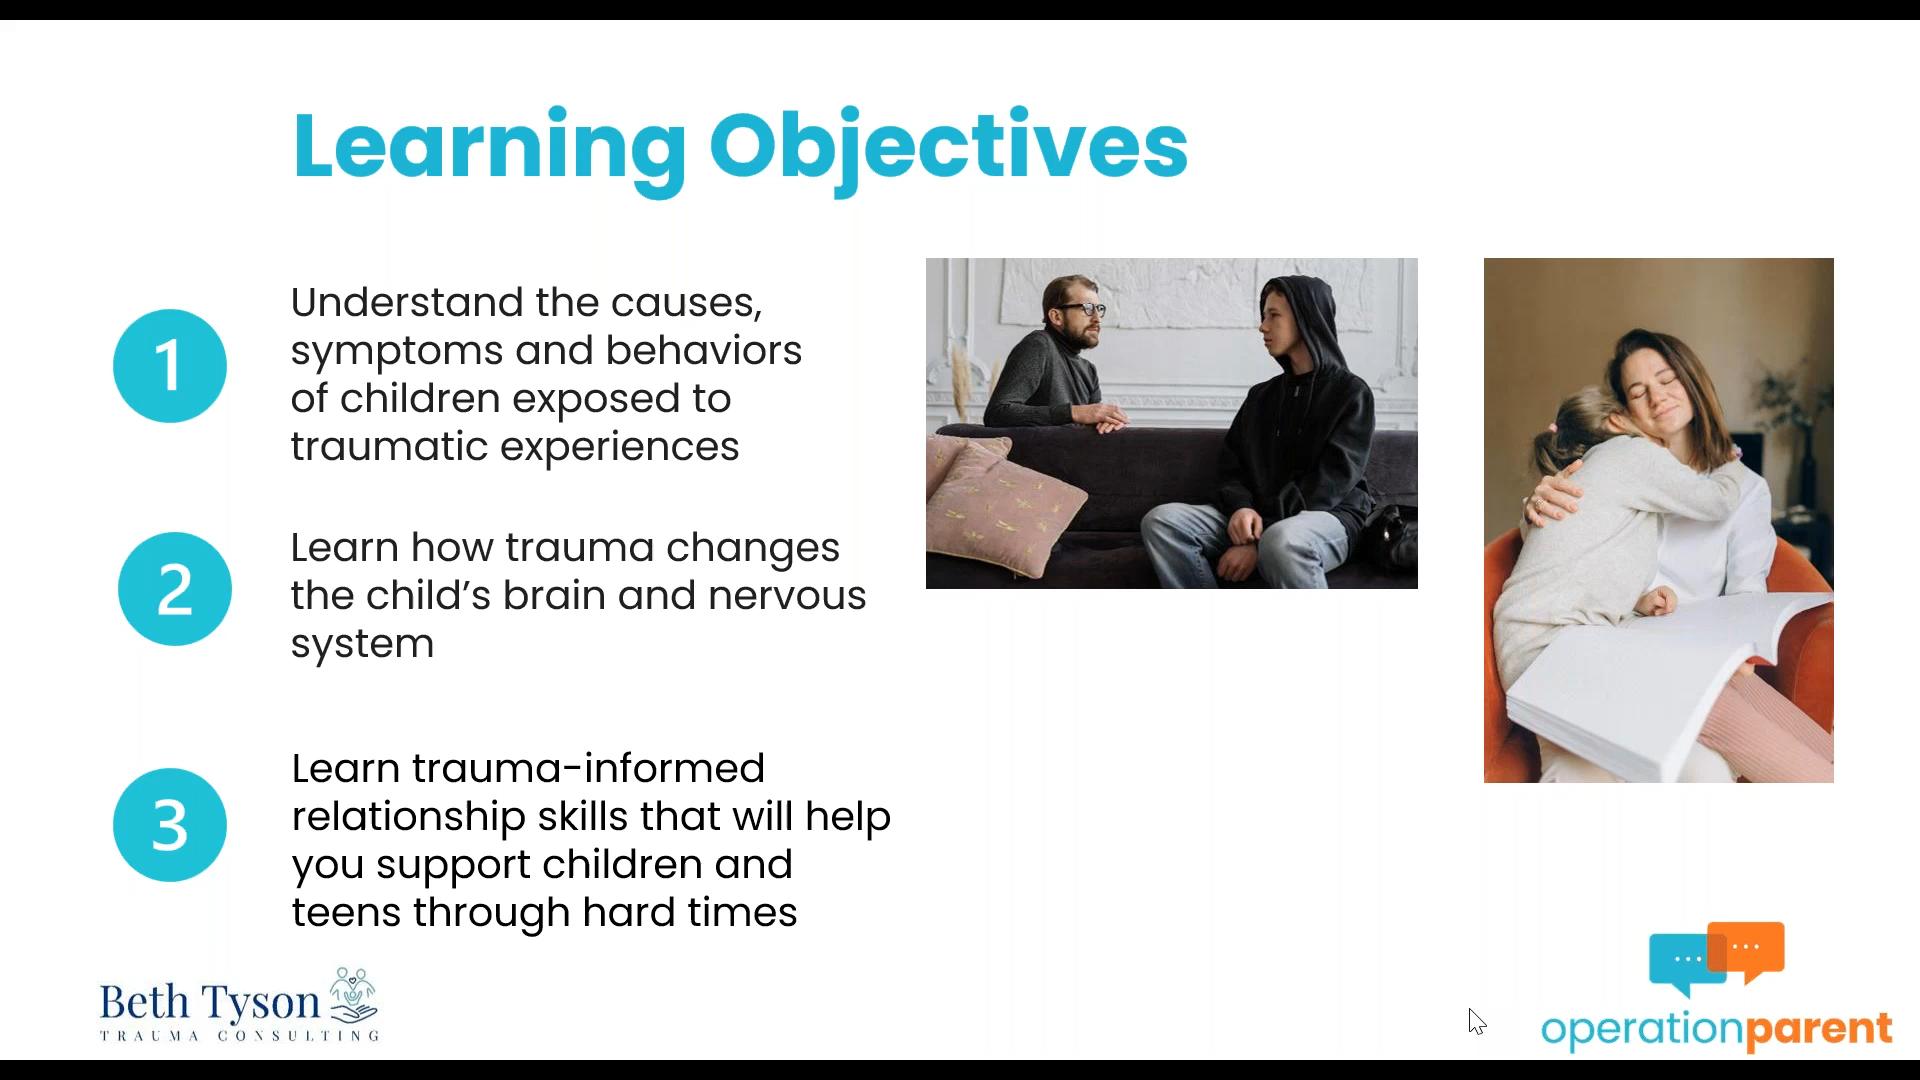 Learning Objectives
1
Understand the causes,
symptoms and behaviors
of children exposed to
traumatic experiences
2
Learn how trauma changes
the child’s brain and nervous
system
3
Learn trauma-informed
relationship skills that will help
you support children and
teens through hard times
Beth Tyson
TRAUMA CONSULTING
operationparent